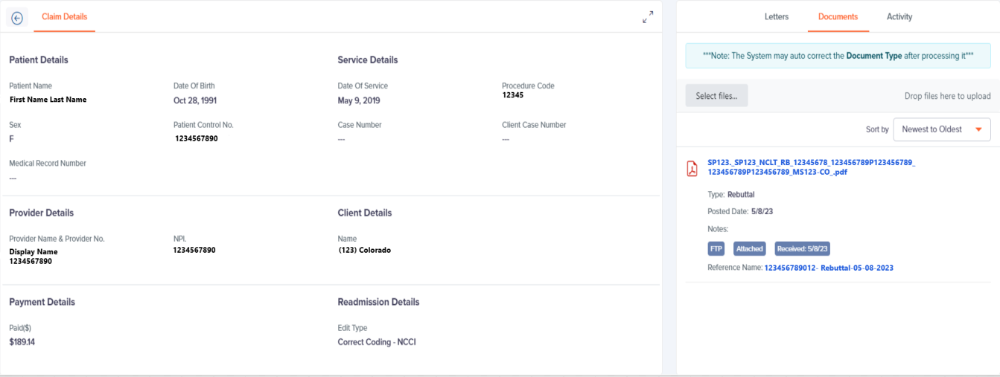 Claim Details
Patient Details
Patient Name
First Name Last Name
Date Of Birth
Oct 28, 1991
Sex
F
Patient Control No.
1234567890
Medical Record Number
---
Service Details
Date Of Service
May 9, 2019
Procedure Code
12345
Case Number
---
Client Case Number
---
Provider Details
Provider Name & Provider No.
Display Name
1234567890
NPI.
1234567890
Client Details
Name
(123) Colorado
Payment Details
Paid($)
$189.14
Readmission Details
Edit Type
Correct Coding - NCCI
Letters
Documents
Activity
***Note: The System may auto correct the Document Type after processing it***
Select files...
Drop files here to upload
Sort by
Newest to Oldest
SP123._SP123_NCLT_RB_12345678_123456789P123456789_
123456789P123456789_MS123-CO_.pdf
Type: Rebuttal
Posted Date: 5/8/23
Notes:
FTP
Attached
Received: 5/8/23
Reference Name: 123456789012- Rebuttal-05-08-2023